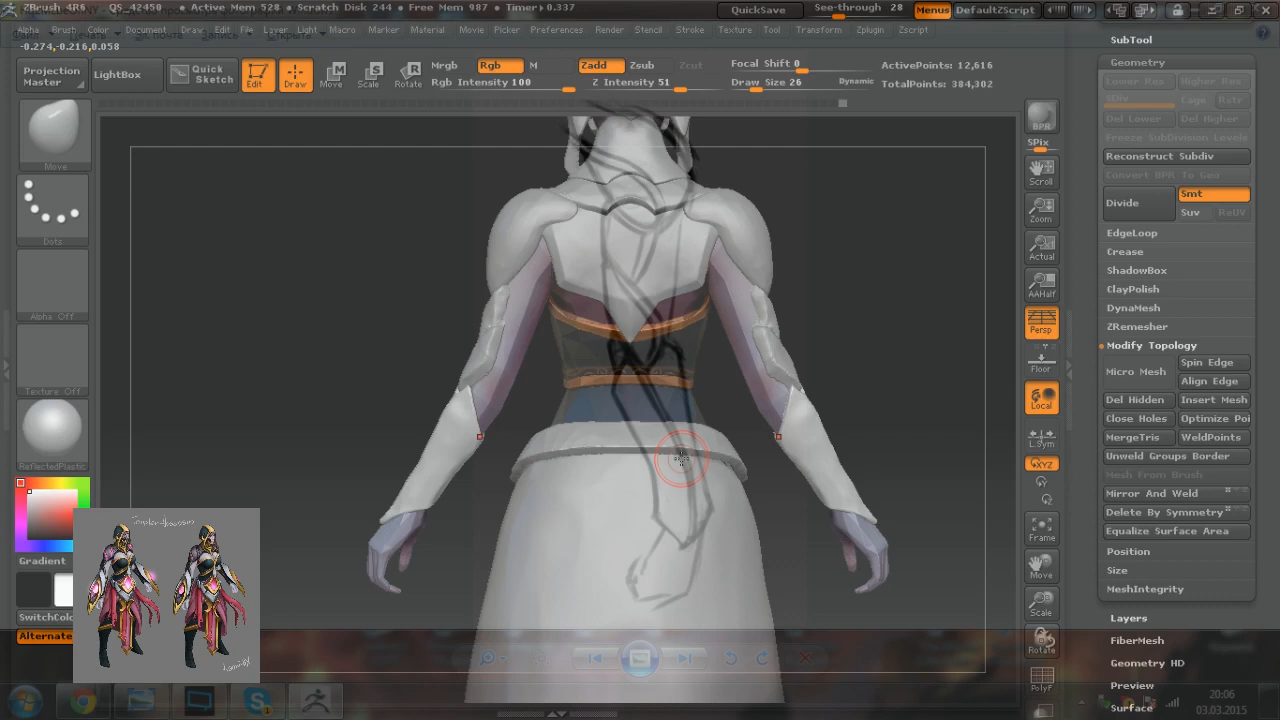 ZBrush 4R6 QS_42450 • Active Mem 528 • Scratch Disk 244 • Free Mem 987 • Timer▸0.337 QuickSave See-through 28 Menus DefaultZScript
Alpha Brush Color Document Draw Edit File Layer Light Macro Marker Material Movie Picker Preferences Render Stencil Stroke Texture Tool Transform Zplugin Zscript
-0.274,-0.216,0.058
Projection Master
LightBox
Quick Sketch
Edit
Draw
Move
Scale
Rotate
Mrgb Rgb M
Rgb Intensity 100
Zadd Zsub Zcut
Z Intensity 51
Focal Shift 0
Draw Size 26 Dynamic
ActivePoints: 12,616
TotalPoints: 384,302
Move
Dots
Alpha Off
Texture Off
ReflectedPlastic
Gradient
SwitchColo
Alternate
BPR
SPix
Scroll
Zoom
Actual
AAHalf
Persp
Floor
Local
L.Sym
XYZ
Frame
Move
Scale
Rotate
PolyF
SubTool
Geometry
Lower Res Higher Res
SDiv Cage Rstr
Del Lower Del Higher
Freeze SubDivision Levels
Reconstruct Subdiv
Convert BPR To Geo
Divide Smt
Suv ReUV
EdgeLoop
Crease
ShadowBox
ClayPolish
DynaMesh
ZRemesher
Modify Topology
Micro Mesh Spin Edge
Align Edge
Del Hidden Insert Mesh
Close Holes Optimize Poi
MergeTris WeldPoints
Unweld Groups Border
Mesh From Brush
Mirror And Weld
Delete By Symmetry
Equalize Surface Area
Position
Size
MeshIntegrity
Layers
FiberMesh
Geometry HD
Preview
Surface
20:06
03.03.2015